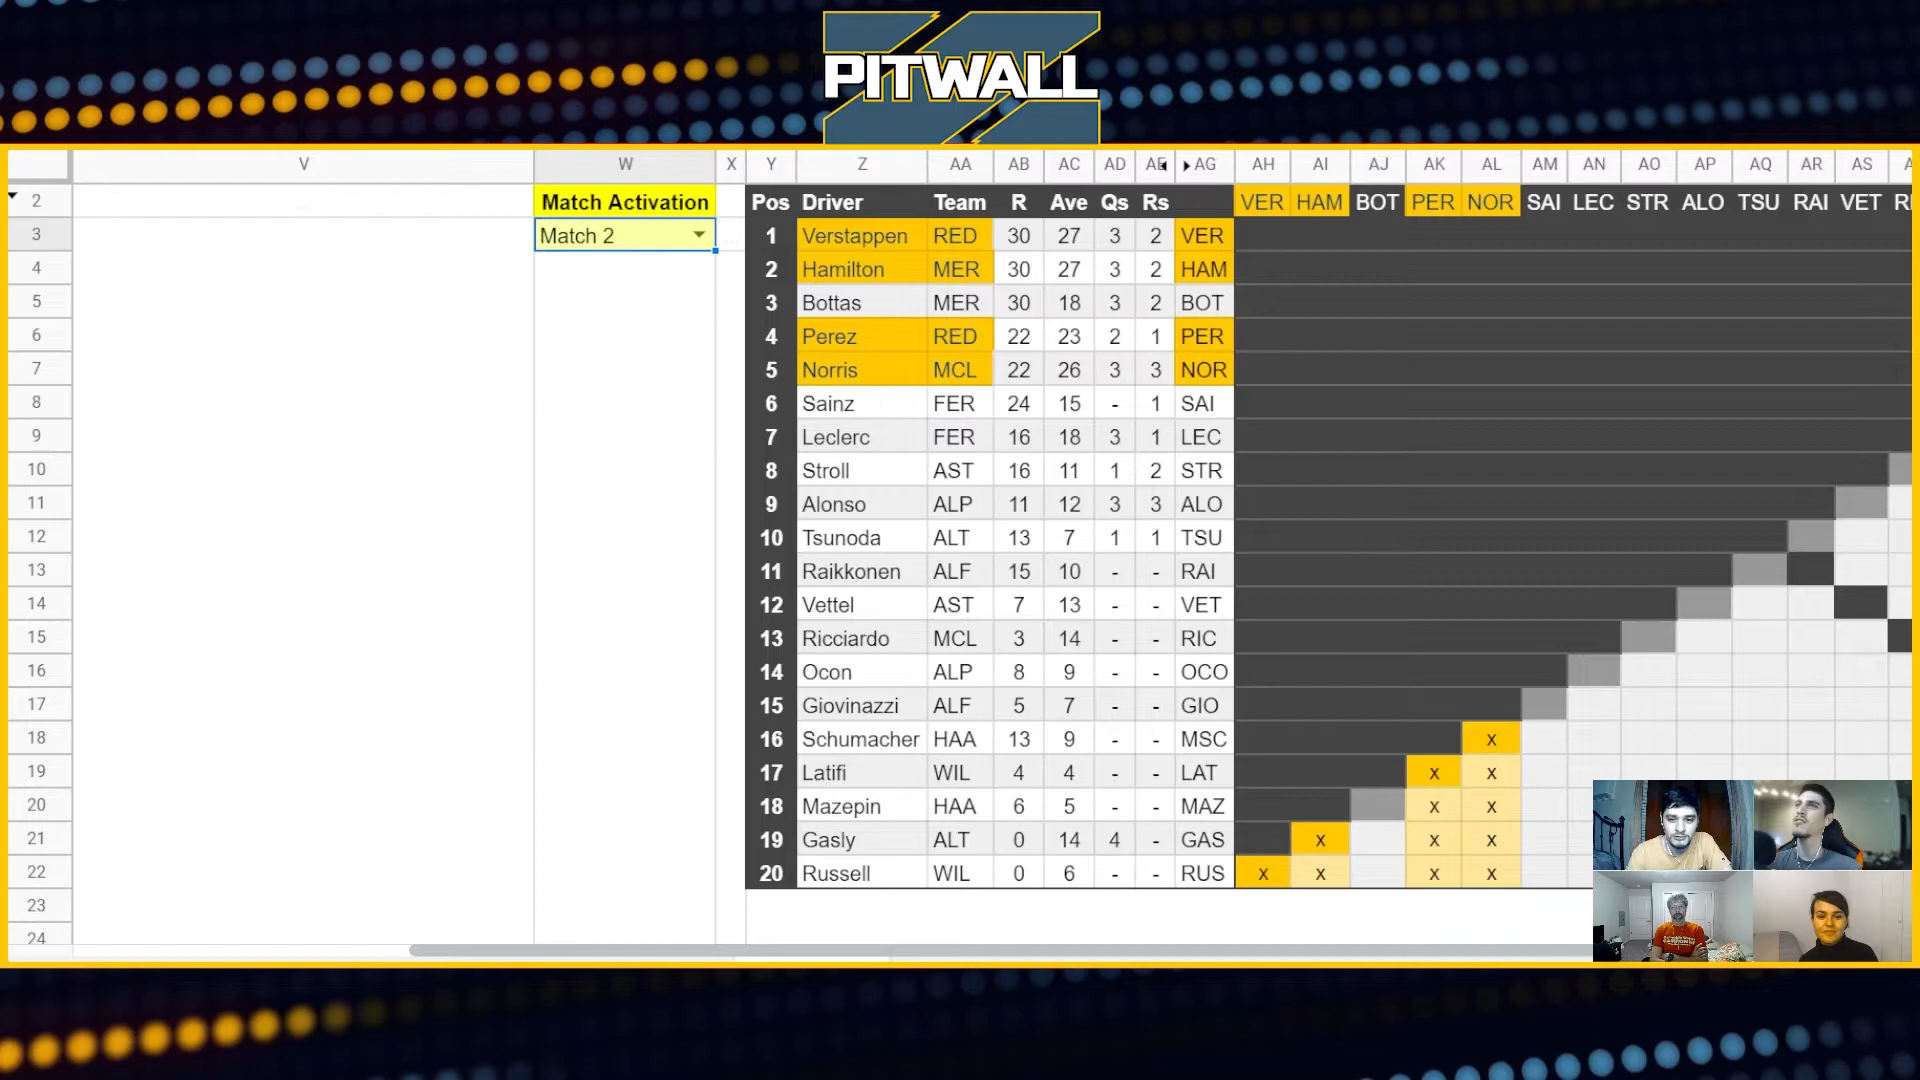 PITWALL
V W X Y Z AA AB AC AD AE AG AH AI AJ AK AL AM AN AO AP AQ AR AS
2 Match Activation Pos Driver Team R Ave Qs Rs VER HAM BOT PER NOR SAI LEC STR ALO TSU RAI VET
3 Match 2 1 Verstappen RED 30 27 3 2 VER
4 2 Hamilton MER 30 27 3 2 HAM
5 3 Bottas MER 30 18 3 2 BOT
6 4 Perez RED 22 23 2 1 PER
7 5 Norris MCL 22 26 3 3 NOR
8 6 Sainz FER 24 15 - 1 SAI
9 7 Leclerc FER 16 18 3 1 LEC
10 8 Stroll AST 16 11 1 2 STR
11 9 Alonso ALP 11 12 3 3 ALO
12 10 Tsunoda ALT 13 7 1 1 TSU
13 11 Raikkonen ALF 15 10 - - RAI
14 12 Vettel AST 7 13 - - VET
15 13 Ricciardo MCL 3 14 - - RIC
16 14 Ocon ALP 8 9 - - OCO
17 15 Giovinazzi ALF 5 7 - - GIO
18 16 Schumacher HAA 13 9 - - MSC x
19 17 Latifi WIL 4 4 - - LAT x x
20 18 Mazepin HAA 6 5 - - MAZ x x
21 19 Gasly ALT 0 14 4 - GAS x x x
22 20 Russell WIL 0 6 - - RUS x x x x
23
24